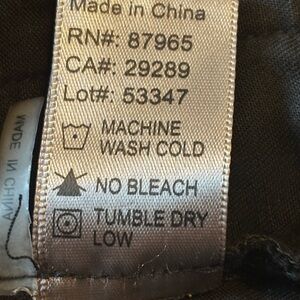 Made in China
RN#: 87965
CA#: 29289
Lot#: 53347
MACHINE
WASH COLD
NO BLEACH
TUMBLE DRY
LOW
MADE IN CHINA